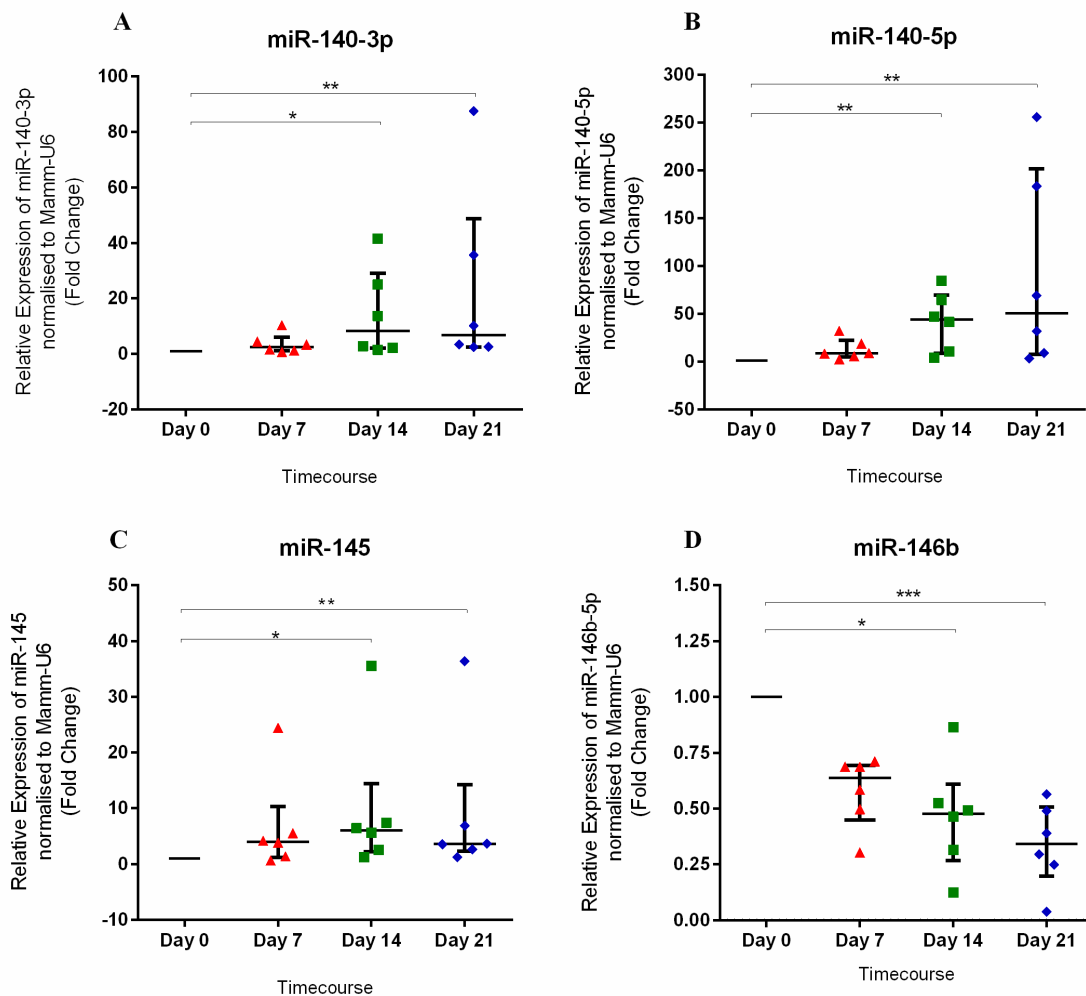 A
miR-140-3p
Relative Expression of miR-140-3p
normalised to Mamm-U6
(Fold Change)
100
80
60
40
20
0
-20
**
*
Day 0 Day 7 Day 14 Day 21
Timecourse
B
miR-140-5p
Relative Expression of miR-140-5p
normalised to Mamm-U6
(Fold Change)
300
250
200
150
100
50
0
-50
**
**
Day 0 Day 7 Day 14 Day 21
Timecourse
C
miR-145
Relative Expression of miR-145
normalised to Mamm-U6
(Fold Change)
50
40
30
20
10
0
-10
**
*
Day 0 Day 7 Day 14 Day 21
Timecourse
D
miR-146b
Relative Expression of miR-146b-5p
normalised to Mamm-U6
(Fold Change)
1.50
1.25
1.00
0.75
0.50
0.25
0.00
***
*
Day 0 Day 7 Day 14 Day 21
Timecourse